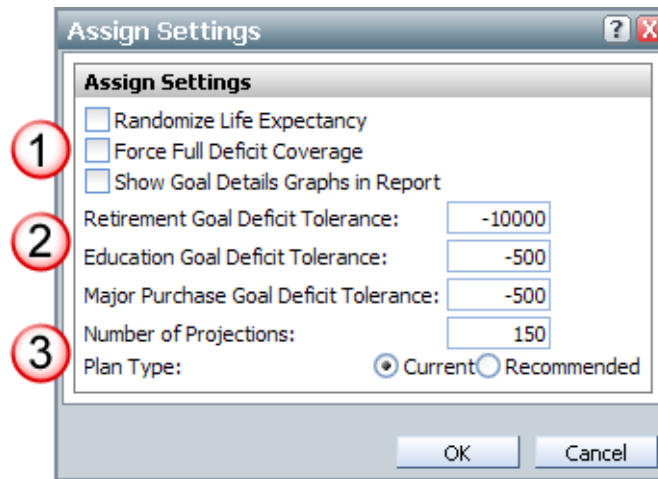 Assign Settings ? X
Assign Settings
Randomize Life Expectancy
1 Force Full Deficit Coverage
Show Goal Details Graphs in Report
Retirement Goal Deficit Tolerance: -10000
2
Education Goal Deficit Tolerance: -500
Major Purchase Goal Deficit Tolerance: -500
Number of Projections: 150
3
Plan Type: Current Recommended
OK Cancel